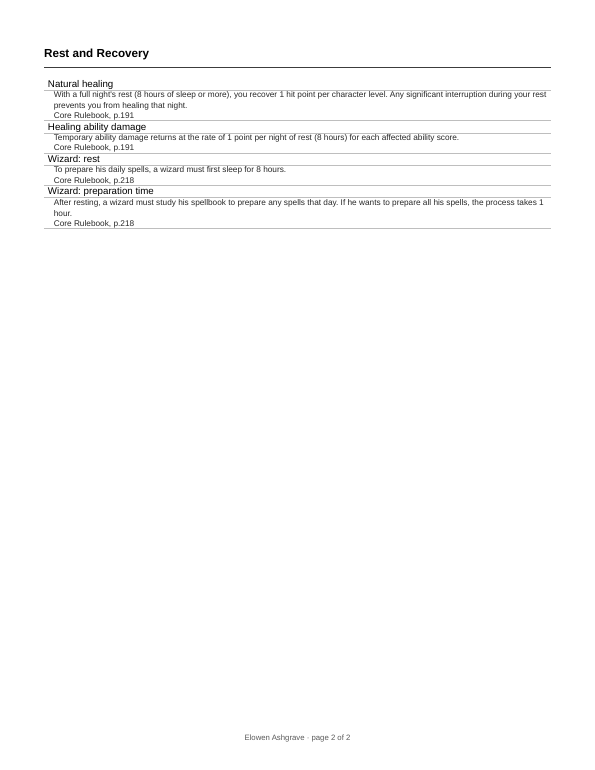 Rest and Recovery
Natural healing
With a full night's rest (8 hours of sleep or more), you recover 1 hit point per character level. Any significant interruption during your rest
prevents you from healing that night.
Core Rulebook, p.191
Healing ability damage
Temporary ability damage returns at the rate of 1 point per night of rest (8 hours) for each affected ability score.
Core Rulebook, p.191
Wizard: rest
To prepare his daily spells, a wizard must first sleep for 8 hours.
Core Rulebook, p.218
Wizard: preparation time
After resting, a wizard must study his spellbook to prepare any spells that day. If he wants to prepare all his spells, the process takes 1
hour.
Core Rulebook, p.218
Elowen Ashgrave - page 2 of 2